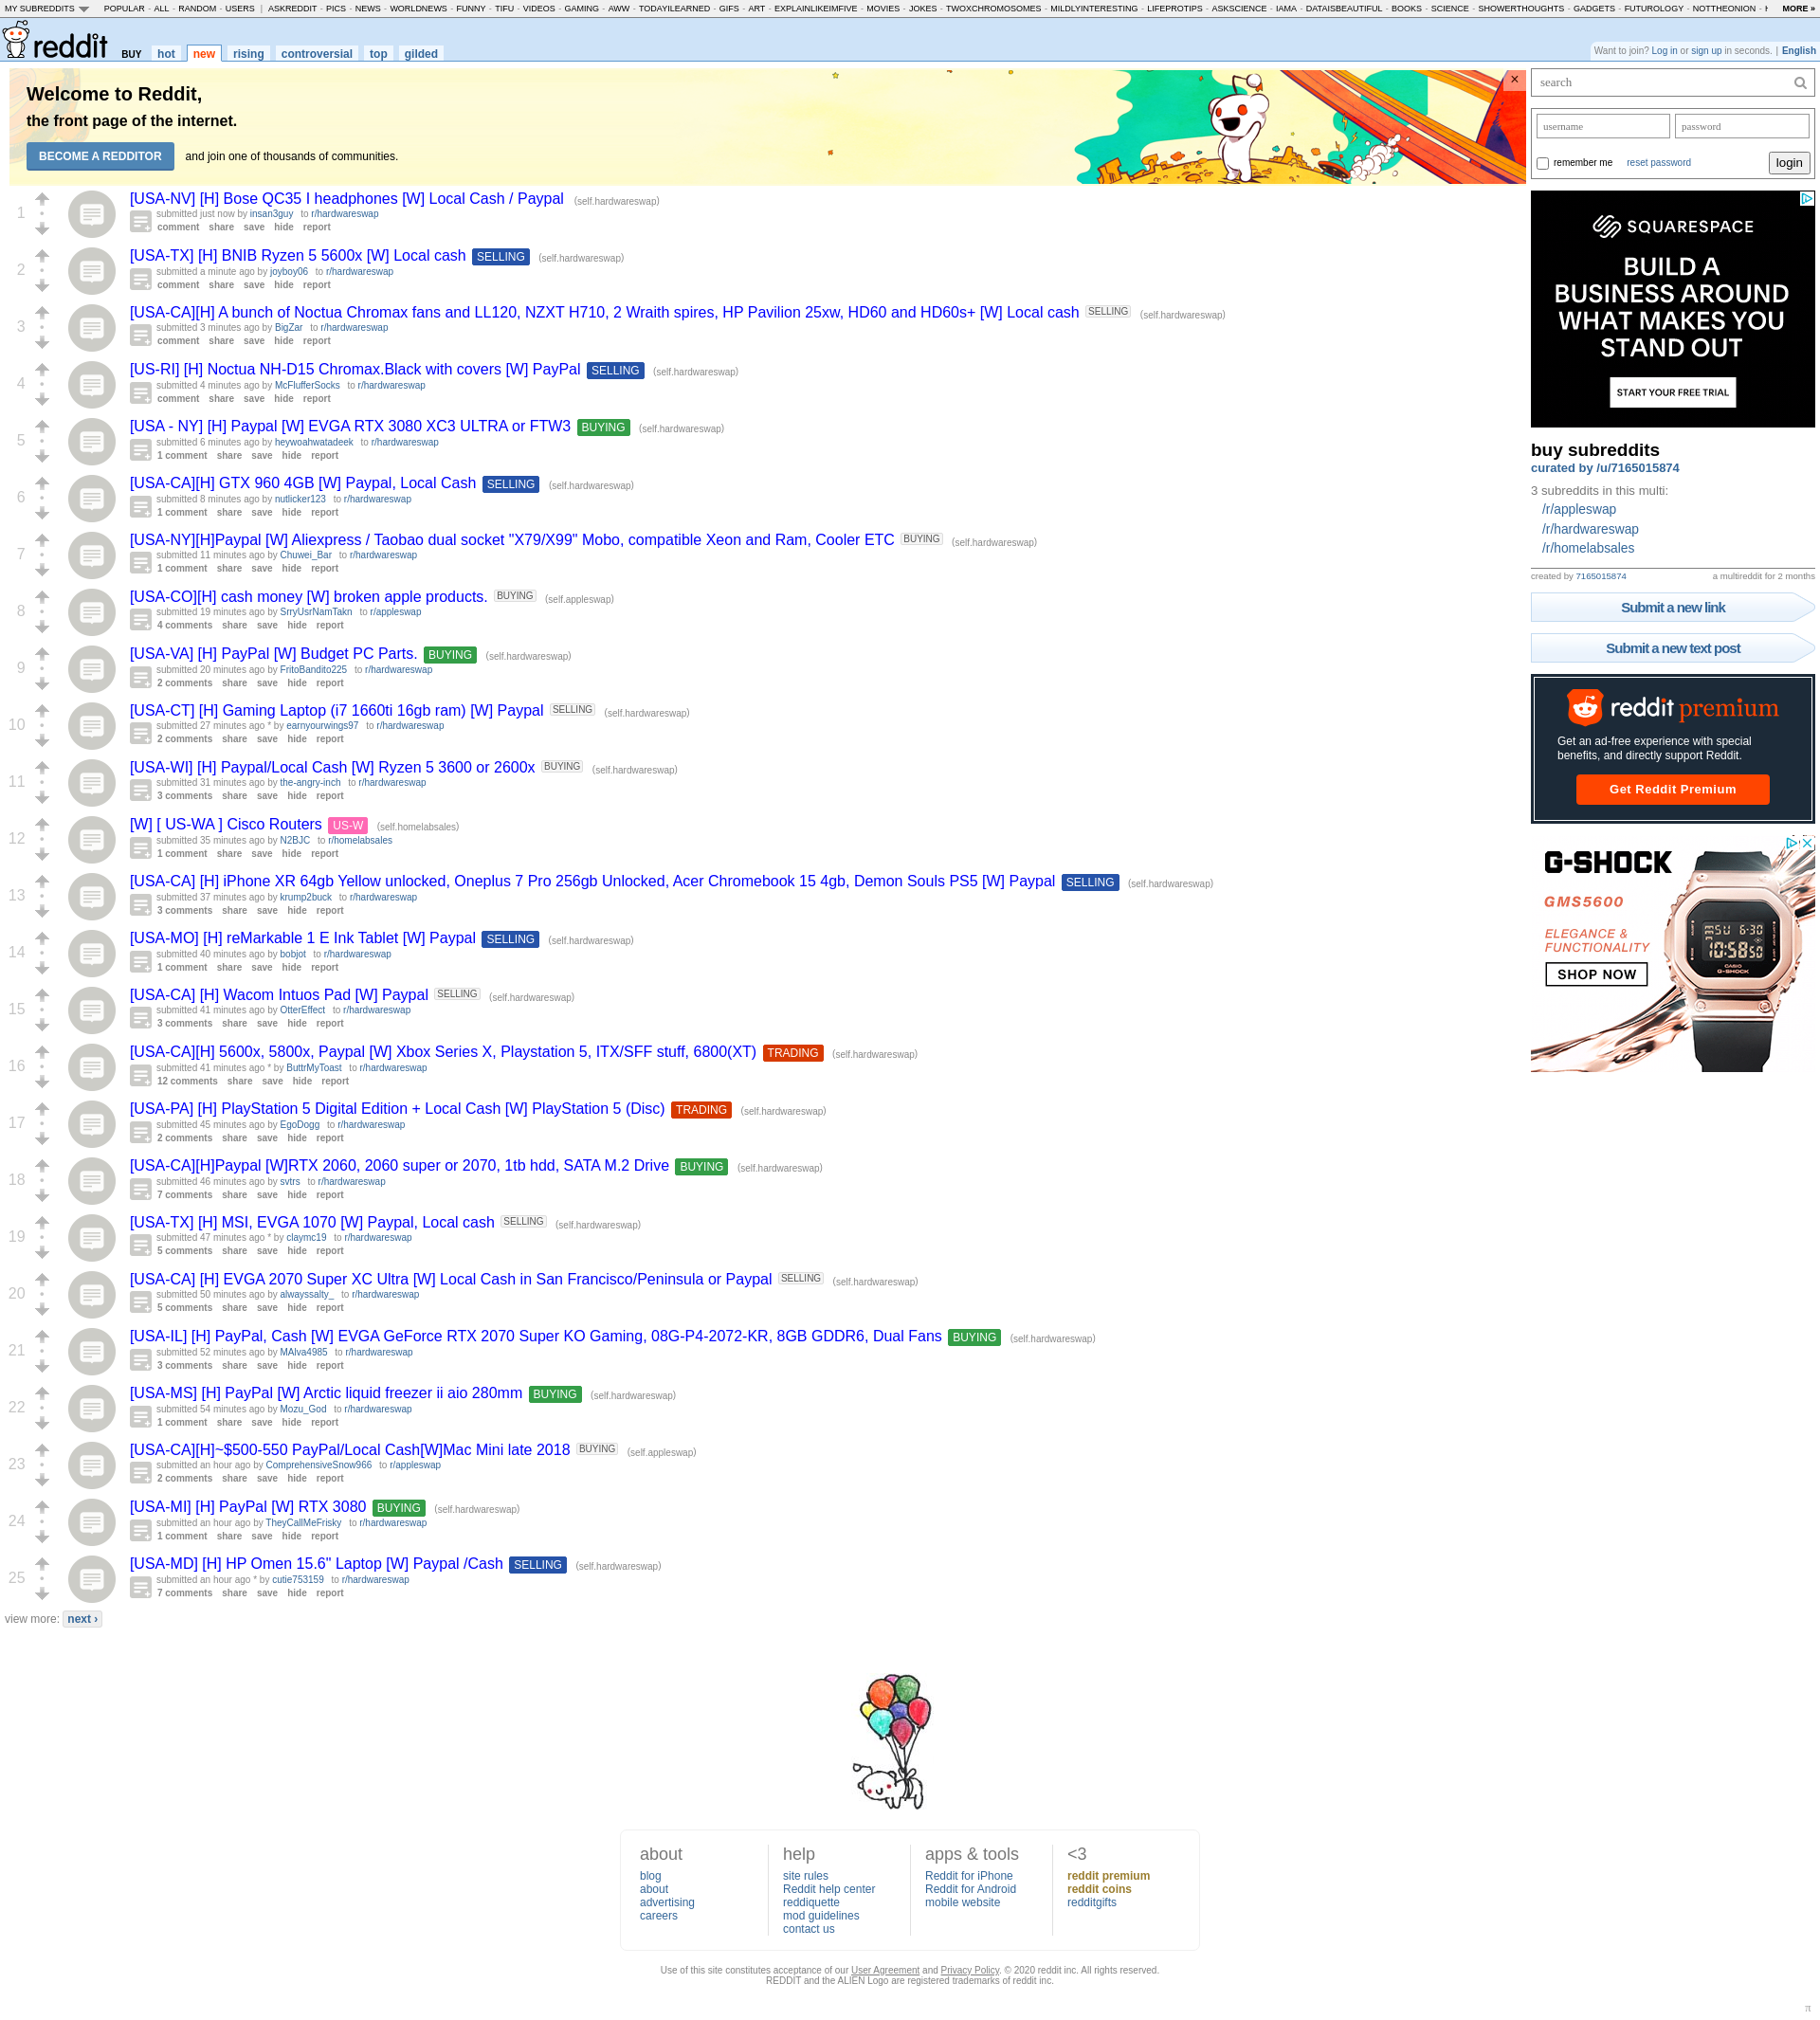 MY SUBREDDITS POPULAR - ALL - RANDOM - USERS | ASKREDDIT - PICS - NEWS - WORLDNEWS - FUNNY - TIFU - VIDEOS - GAMING - AWW - TODAYILEARNED - GIFS - ART - EXPLAINLIKEIMFIVE - MOVIES - JOKES - TWOXCHROMOSOMES - MILDLYINTERESTING - LIFEPROTIPS - ASKSCIENCE - IAMA - DATAISBEAUTIFUL - BOOKS - SCIENCE - SHOWERTHOUGHTS - GADGETS - FUTUROLOGY - NOTTHEONION - MORE »
reddit BUY hot new rising controversial top gilded
Want to join? Log in or sign up in seconds. | English
Welcome to Reddit,
the front page of the internet.
BECOME A REDDITOR and join one of thousands of communities.
×
1
[USA-NV] [H] Bose QC35 I headphones [W] Local Cash / Paypal (self.hardwareswap)
submitted just now by insan3guy to r/hardwareswap
comment share save hide report
2
[USA-TX] [H] BNIB Ryzen 5 5600x [W] Local cash SELLING (self.hardwareswap)
submitted a minute ago by joyboy06 to r/hardwareswap
comment share save hide report
3
[USA-CA][H] A bunch of Noctua Chromax fans and LL120, NZXT H710, 2 Wraith spires, HP Pavilion 25xw, HD60 and HD60s+ [W] Local cash SELLING (self.hardwareswap)
submitted 3 minutes ago by BigZar to r/hardwareswap
comment share save hide report
4
[US-RI] [H] Noctua NH-D15 Chromax.Black with covers [W] PayPal SELLING (self.hardwareswap)
submitted 4 minutes ago by McFlufferSocks to r/hardwareswap
comment share save hide report
5
[USA - NY] [H] Paypal [W] EVGA RTX 3080 XC3 ULTRA or FTW3 BUYING (self.hardwareswap)
submitted 6 minutes ago by heywoahwatadeek to r/hardwareswap
1 comment share save hide report
6
[USA-CA][H] GTX 960 4GB [W] Paypal, Local Cash SELLING (self.hardwareswap)
submitted 8 minutes ago by nutlicker123 to r/hardwareswap
1 comment share save hide report
7
[USA-NY][H]Paypal [W] Aliexpress / Taobao dual socket "X79/X99" Mobo, compatible Xeon and Ram, Cooler ETC BUYING (self.hardwareswap)
submitted 11 minutes ago by Chuwei_Bar to r/hardwareswap
1 comment share save hide report
8
[USA-CO][H] cash money [W] broken apple products. BUYING (self.appleswap)
submitted 19 minutes ago by SrryUsrNamTakn to r/appleswap
4 comments share save hide report
9
[USA-VA] [H] PayPal [W] Budget PC Parts. BUYING (self.hardwareswap)
submitted 20 minutes ago by FritoBandito225 to r/hardwareswap
2 comments share save hide report
10
[USA-CT] [H] Gaming Laptop (i7 1660ti 16gb ram) [W] Paypal SELLING (self.hardwareswap)
submitted 27 minutes ago * by earnyourwings97 to r/hardwareswap
2 comments share save hide report
11
[USA-WI] [H] Paypal/Local Cash [W] Ryzen 5 3600 or 2600x BUYING (self.hardwareswap)
submitted 31 minutes ago by the-angry-inch to r/hardwareswap
3 comments share save hide report
12
[W] [ US-WA ] Cisco Routers US-W (self.homelabsales)
submitted 35 minutes ago by N2BJC to r/homelabsales
1 comment share save hide report
13
[USA-CA] [H] iPhone XR 64gb Yellow unlocked, Oneplus 7 Pro 256gb Unlocked, Acer Chromebook 15 4gb, Demon Souls PS5 [W] Paypal SELLING (self.hardwareswap)
submitted 37 minutes ago by krump2buck to r/hardwareswap
3 comments share save hide report
14
[USA-MO] [H] reMarkable 1 E Ink Tablet [W] Paypal SELLING (self.hardwareswap)
submitted 40 minutes ago by bobjot to r/hardwareswap
1 comment share save hide report
15
[USA-CA] [H] Wacom Intuos Pad [W] Paypal SELLING (self.hardwareswap)
submitted 41 minutes ago by OtterEffect to r/hardwareswap
3 comments share save hide report
16
[USA-CA][H] 5600x, 5800x, Paypal [W] Xbox Series X, Playstation 5, ITX/SFF stuff, 6800(XT) TRADING (self.hardwareswap)
submitted 41 minutes ago * by ButtrMyToast to r/hardwareswap
12 comments share save hide report
17
[USA-PA] [H] PlayStation 5 Digital Edition + Local Cash [W] PlayStation 5 (Disc) TRADING (self.hardwareswap)
submitted 45 minutes ago by EgoDogg to r/hardwareswap
2 comments share save hide report
18
[USA-CA][H]Paypal [W]RTX 2060, 2060 super or 2070, 1tb hdd, SATA M.2 Drive BUYING (self.hardwareswap)
submitted 46 minutes ago by svtrs to r/hardwareswap
7 comments share save hide report
19
[USA-TX] [H] MSI, EVGA 1070 [W] Paypal, Local cash SELLING (self.hardwareswap)
submitted 47 minutes ago * by claymc19 to r/hardwareswap
5 comments share save hide report
20
[USA-CA] [H] EVGA 2070 Super XC Ultra [W] Local Cash in San Francisco/Peninsula or Paypal SELLING (self.hardwareswap)
submitted 50 minutes ago by alwayssalty_ to r/hardwareswap
5 comments share save hide report
21
[USA-IL] [H] PayPal, Cash [W] EVGA GeForce RTX 2070 Super KO Gaming, 08G-P4-2072-KR, 8GB GDDR6, Dual Fans BUYING (self.hardwareswap)
submitted 52 minutes ago by MAlva4985 to r/hardwareswap
3 comments share save hide report
22
[USA-MS] [H] PayPal [W] Arctic liquid freezer ii aio 280mm BUYING (self.hardwareswap)
submitted 54 minutes ago by Mozu_God to r/hardwareswap
1 comment share save hide report
23
[USA-CA][H]~$500-550 PayPal/Local Cash[W]Mac Mini late 2018 BUYING (self.appleswap)
submitted an hour ago by ComprehensiveSnow966 to r/appleswap
2 comments share save hide report
24
[USA-MI] [H] PayPal [W] RTX 3080 BUYING (self.hardwareswap)
submitted an hour ago by TheyCallMeFrisky to r/hardwareswap
1 comment share save hide report
25
[USA-MD] [H] HP Omen 15.6" Laptop [W] Paypal /Cash SELLING (self.hardwareswap)
submitted an hour ago * by cutie753159 to r/hardwareswap
7 comments share save hide report
view more: next ›
search
username password
remember me reset password login
SQUARESPACE
BUILD A
BUSINESS AROUND
WHAT MAKES YOU
STAND OUT
START YOUR FREE TRIAL
buy subreddits
curated by /u/7165015874
3 subreddits in this multi:
/r/appleswap
/r/hardwareswap
/r/homelabsales
created by 7165015874 a multireddit for 2 months
Submit a new link
Submit a new text post
reddit premium
Get an ad-free experience with special
benefits, and directly support Reddit.
Get Reddit Premium
G-SHOCK
GMS5600
ELEGANCE &
FUNCTIONALITY
SHOP NOW
10:58 50
CASIO
G-SHOCK
about
blog
about
advertising
careers
help
site rules
Reddit help center
reddiquette
mod guidelines
contact us
apps & tools
Reddit for iPhone
Reddit for Android
mobile website
<3
reddit premium
reddit coins
redditgifts
Use of this site constitutes acceptance of our User Agreement and Privacy Policy. © 2020 reddit inc. All rights reserved.
REDDIT and the ALIEN Logo are registered trademarks of reddit inc.
π